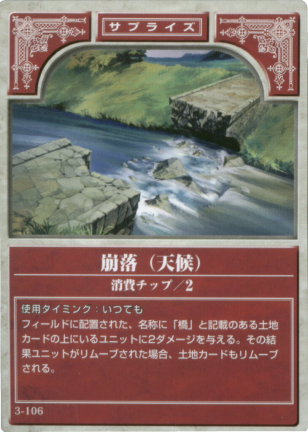 サプライズ
崩落（天候）
消費チップ／2
使用タイミング：いつでも
フィールドに配置された、名称に「橋」と記載のある土地
カードの上にいるユニットに2ダメージを与える。その結
果ユニットがリムーブされた場合、土地カードもリムーブ
される。
3-106